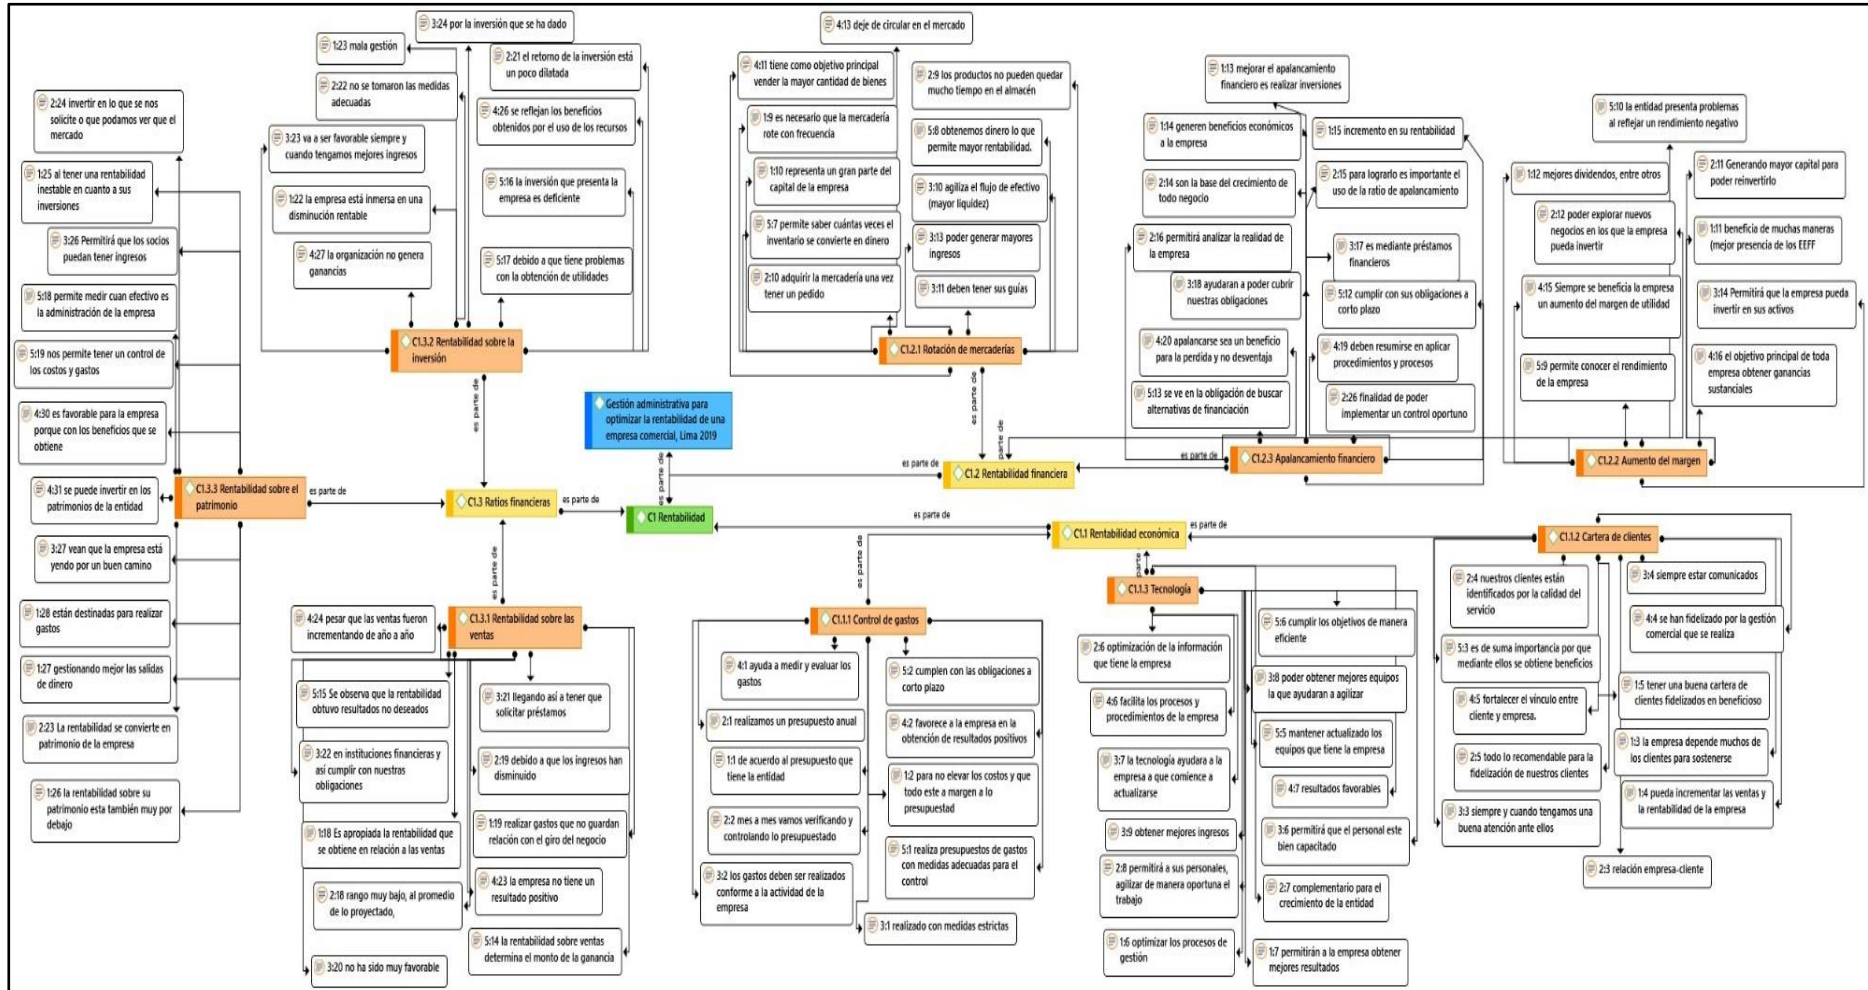 3:24 por la inversión que se ha dado
1:23 mala gestión
2:21 el retorno de la inversión está
un poco dilatada
2:22 no se tomaron las medidas
adecuadas
2:24 invertir en lo que se nos
solicite o que podamos ver que el
mercado
4:26 se reflejan los beneficios
obtenidos por el uso de los recursos
3:23 va a ser favorable siempre y
cuando tengamos mejores ingresos
1:25 al tener una rentabilidad
inestable en cuanto a sus
inversiones
5:16 la inversión que presenta la
empresa es deficiente
1:22 la empresa está inmersa en una
disminución rentable
3:26 Permitirá que los socios
puedan tener ingresos
4:27 la organización no genera
ganancias
5:17 debido a que tiene problemas
con la obtención de utilidades
5:18 permite medir cuan efectivo es
la administración de la empresa
C1.3.2 Rentabilidad sobre la
inversión
5:19 nos permite tener un control de
los costos y gastos
es parte de
4:30 es favorable para la empresa
porque con los beneficios que se
obtiene
C1.3.3 Rentabilidad sobre el
patrimonio
es parte de
C1.3 Ratios financieras
es parte de
4:31 se puede invertir en los
patrimonios de la entidad
3:27 vean que la empresa está
yendo por un buen camino
1:28 están destinadas para realizar
gastos
1:27 gestionando mejor las salidas
de dinero
2:23 La rentabilidad se convierte en
patrimonio de la empresa
1:26 la rentabilidad sobre su
patrimonio esta también muy por
debajo
es parte de
4:24 pesar que las ventas fueron
incrementando de año a año
C1.3.1 Rentabilidad sobre las
ventas
5:15 Se observa que la rentabilidad
obtuvo resultados no deseados
3:21 llegando así a tener que
solicitar préstamos
3:22 en instituciones financieras y
así cumplir con nuestras
obligaciones
2:19 debido a que los ingresos han
disminuido
1:18 Es apropiada la rentabilidad que
se obtiene en relación a las ventas
1:19 realizar gastos que no guardan
relación con el giro del negocio
2:18 rango muy bajo, al promedio
de lo proyectado,
4:23 la empresa no tiene un
resultado positivo
3:20 no ha sido muy favorable
5:14 la rentabilidad sobre ventas
determina el monto de la ganancia
Gestión administrativa para
optimizar la rentabilidad de una
empresa comercial, Lima 2019
es parte de
C1 Rentabilidad
4:13 deje de circular en el mercado
4:11 tiene como objetivo principal
vender la mayor cantidad de bienes
2:9 los productos no pueden quedar
mucho tiempo en el almacén
1:9 es necesario que la mercadería
rote con frecuencia
5:8 obtenemos dinero lo que
permite mayor rentabilidad.
1:10 representa un gran parte del
capital de la empresa
3:10 agiliza el flujo de efectivo
(mayor liquidez)
5:7 permite saber cuántas veces el
inventario se convierte en dinero
3:13 poder generar mayores
ingresos
2:10 adquirir la mercadería una vez
tener un pedido
3:11 deben tener sus guías
C1.2.1 Rotación de mercaderías
es parte de
parte de
es parte de
C1.2 Rentabilidad financiera
1:13 mejorar el apalancamiento
financiero es realizar inversiones
1:14 generen beneficios económicos
a la empresa
1:15 incremento en su rentabilidad
2:14 son la base del crecimiento de
todo negocio
2:15 para lograrlo es importante el
uso de la ratio de apalancamiento
2:16 permitirá analizar la realidad de
la empresa
3:17 es mediante préstamos
financieros
3:18 ayudaran a poder cubrir
nuestras obligaciones
5:12 cumplir con sus obligaciones a
corto plazo
4:20 apalancarse sea un beneficio
para la perdida y no desventaja
4:19 deben resumirse en aplicar
procedimientos y procesos
5:13 se ve en la obligación de buscar
alternativas de financiación
2:26 finalidad de poder
implementar un control oportuno
es parte de
C1.2.3 Apalancamiento financiero
5:10 la entidad presenta problemas
al reflejar un rendimiento negativo
1:12 mejores dividendos, entre otros
2:11 Generando mayor capital para
poder reinvertirlo
2:12 poder explorar nuevos
negocios en los que la empresa
pueda invertir
1:11 beneficia de muchas maneras
(mejor presencia de los EEFF
4:15 Siempre se beneficia la empresa
un aumento del margen de utilidad
3:14 Permitirá que la empresa pueda
invertir en sus activos
5:9 permite conocer el rendimiento
de la empresa
4:16 el objetivo principal de toda
empresa obtener ganancias
sustanciales
C1.2.2 Aumento del margen
es parte de
C1.1 Rentabilidad económica
es parte de
C1.1.2 Cartera de clientes
es parte de
parte
C1.1.1 Control de gastos
4:1 ayuda a medir y evaluar los
gastos
5:2 cumplen con las obligaciones a
corto plazo
2:1 realizamos un presupuesto anual
4:2 favorece a la empresa en la
obtención de resultados positivos
1:1 de acuerdo al presupuesto que
tiene la entidad
1:2 para no elevar los costos y que
todo este a margen a lo
presupuestad
2:2 mes a mes vamos verificando y
controlando lo presupuestado
5:1 realiza presupuestos de gastos
con medidas adecuadas para el
control
3:2 los gastos deben ser realizados
conforme a la actividad de la
empresa
3:1 realizado con medidas estrictas
C1.1.3 Tecnología
5:6 cumplir los objetivos de manera
eficiente
2:6 optimización de la información
que tiene la empresa
3:8 poder obtener mejores equipos
la que ayudaran a agilizar
4:6 facilita los procesos y
procedimientos de la empresa
5:5 mantener actualizado los
equipos que tiene la empresa
3:7 la tecnología ayudara a la
empresa a que comience a
actualizarse
4:7 resultados favorables
3:9 obtener mejores ingresos
3:6 permitirá que el personal este
bien capacitado
2:8 permitirá a sus personales,
agilizar de manera oportuna el
trabajo
2:7 complementario para el
crecimiento de la entidad
1:6 optimizar los procesos de
gestión
1:7 permitirán a la empresa obtener
mejores resultados
2:4 nuestros clientes están
identificados por la calidad del
servicio
3:4 siempre estar comunicados
4:4 se han fidelizado por la gestión
comercial que se realiza
5:3 es de suma importancia por que
mediante ellos se obtiene beneficios
1:5 tener una buena cartera de
clientes fidelizados en beneficioso
4:5 fortalecer el vínculo entre
cliente y empresa.
1:3 la empresa depende muchos de
los clientes para sostenerse
2:5 todo lo recomendable para la
fidelización de nuestros clientes
1:4 pueda incrementar las ventas y
la rentabilidad de la empresa
3:3 siempre y cuando tengamos una
buena atención ante ellos
2:3 relación empresa-cliente